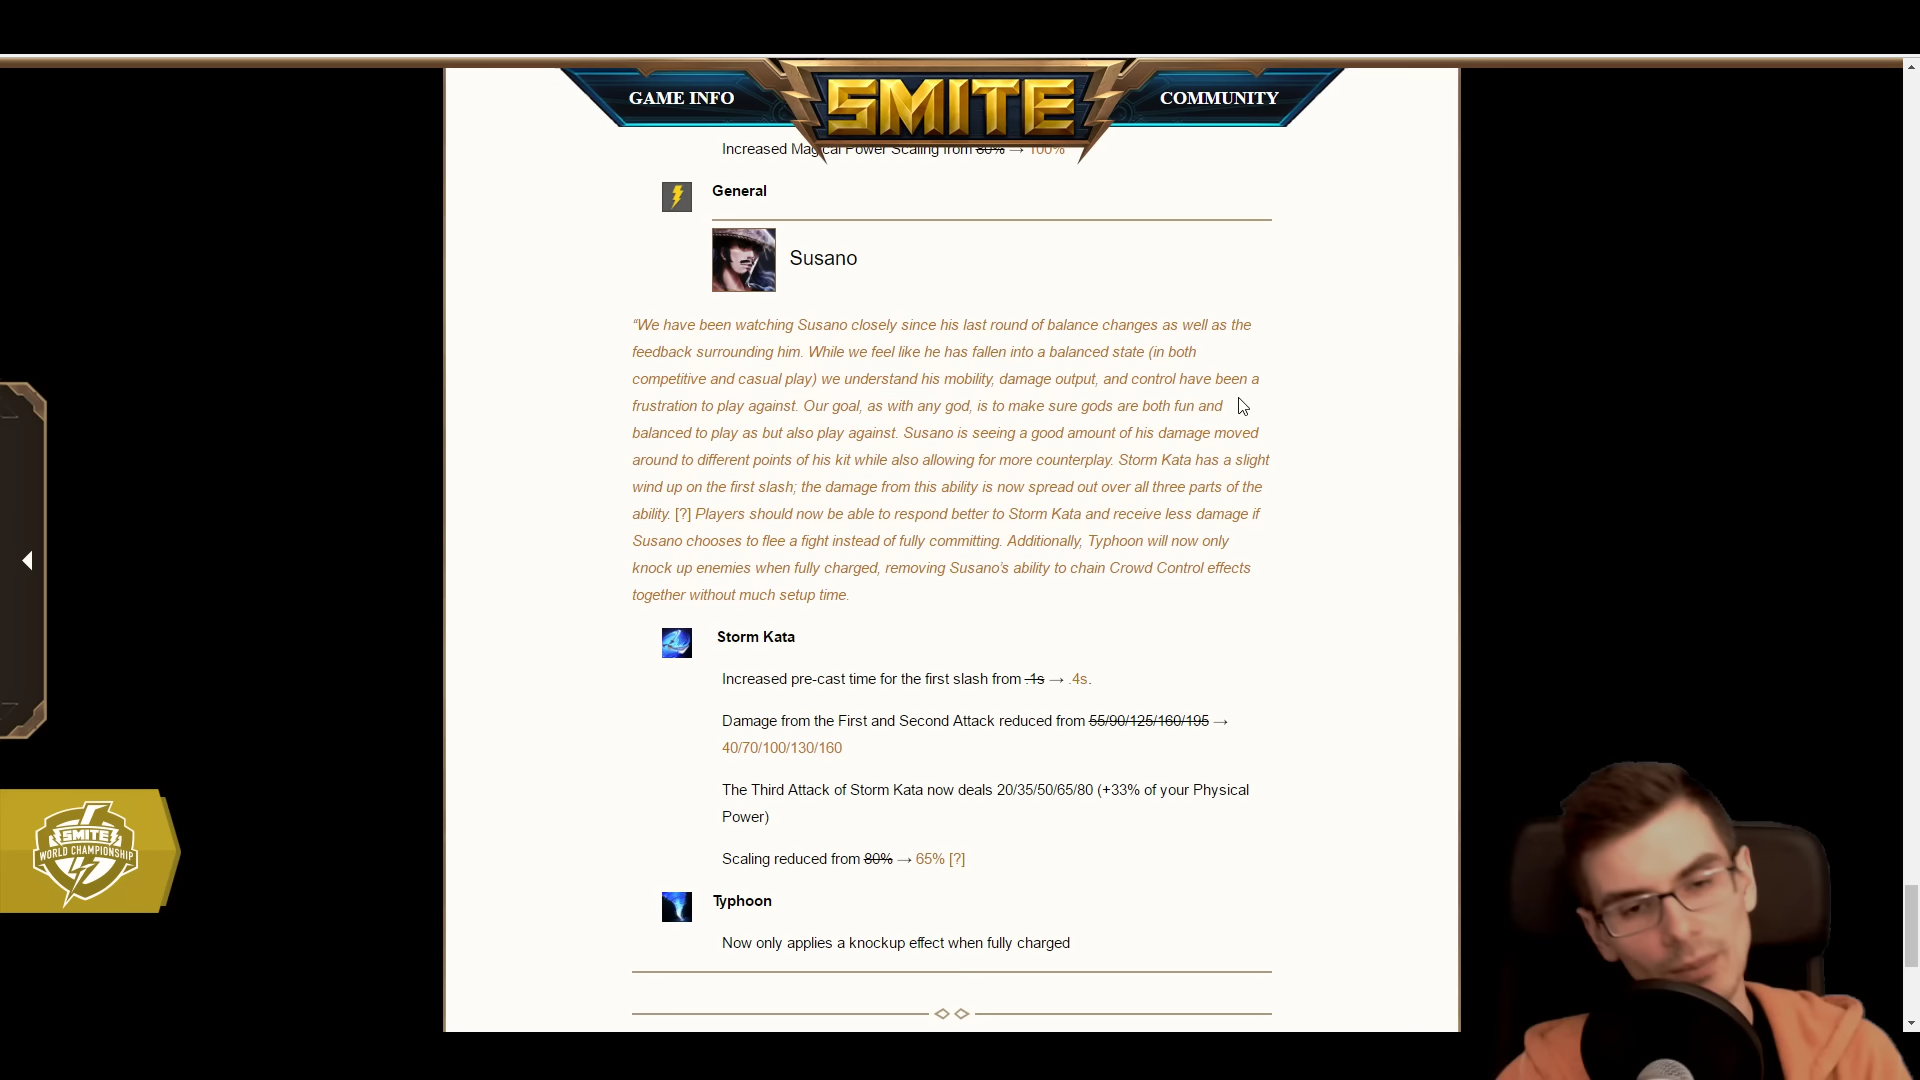 GAME INFO
SMITE
COMMUNITY
Increased Magical Power Scaling from 80% → 100%
General
Susano
“We have been watching Susano closely since his last round of balance changes as well as the
feedback surrounding him. While we feel like he has fallen into a balanced state (in both
competitive and casual play) we understand his mobility, damage output, and control have been a
frustration to play against. Our goal, as with any god, is to make sure gods are both fun and
balanced to play as but also play against. Susano is seeing a good amount of his damage moved
around to different points of his kit while also allowing for more counterplay. Storm Kata has a slight
wind up on the first slash; the damage from this ability is now spread out over all three parts of the
ability. [?] Players should now be able to respond better to Storm Kata and receive less damage if
Susano chooses to flee a fight instead of fully committing. Additionally, Typhoon will now only
knock up enemies when fully charged, removing Susano’s ability to chain Crowd Control effects
together without much setup time.
Storm Kata
Increased pre-cast time for the first slash from .1s → .4s.
Damage from the First and Second Attack reduced from 55/90/125/160/195 →
40/70/100/130/160
The Third Attack of Storm Kata now deals 20/35/50/65/80 (+33% of your Physical
Power)
Scaling reduced from 80% → 65% [?]
Typhoon
Now only applies a knockup effect when fully charged
SMITE
WORLD CHAMPIONSHIP